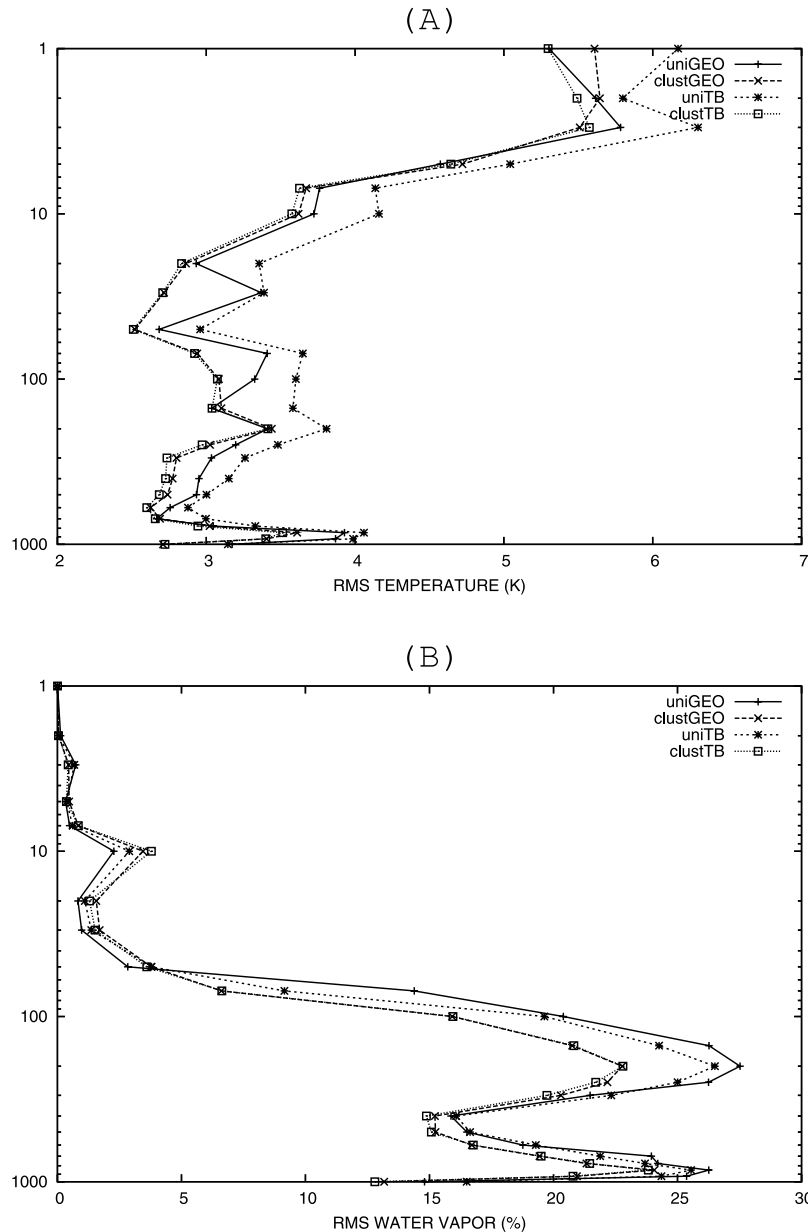 (A)
1
10
100
1000
2 3 4 5 6 7
RMS TEMPERATURE (K)
uniGEO
clustGEO
uniTB
clustTB
(B)
1
10
100
1000
0 5 10 15 20 25 30
RMS WATER VAPOR (%)
uniGEO
clustGEO
uniTB
clustTB